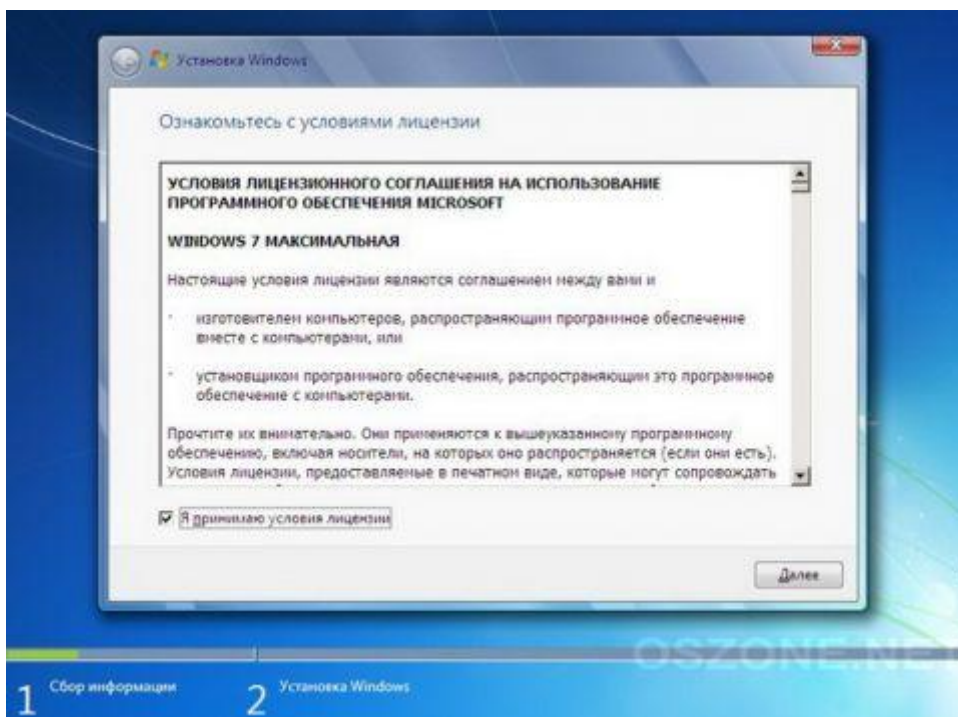 Установка Windows
Ознакомьтесь с условиями лицензии
УСЛОВИЯ ЛИЦЕНЗИОННОГО СОГЛАШЕНИЯ НА ИСПОЛЬЗОВАНИЕ
ПРОГРАММНОГО ОБЕСПЕЧЕНИЯ MICROSOFT
WINDOWS 7 МАКСИМАЛЬНАЯ
Настоящие условия лицензии являются соглашением между вами и
· изготовителем компьютеров, распространяющим программное обеспечение
вместе с компьютерами, или
· установщиком программного обеспечения, распространяющим это программное
обеспечение с компьютерами.
Прочтите их внимательно. Они применяются к вышеуказанному программному
обеспечению, включая носители, на которых оно распространяется (если они есть).
Условия лицензии, предоставляемые в печатном виде, которые могут сопровождать
Я принимаю условия лицензии
Далее
OSZONE.NET
1 Сбор информации
2 Установка Windows